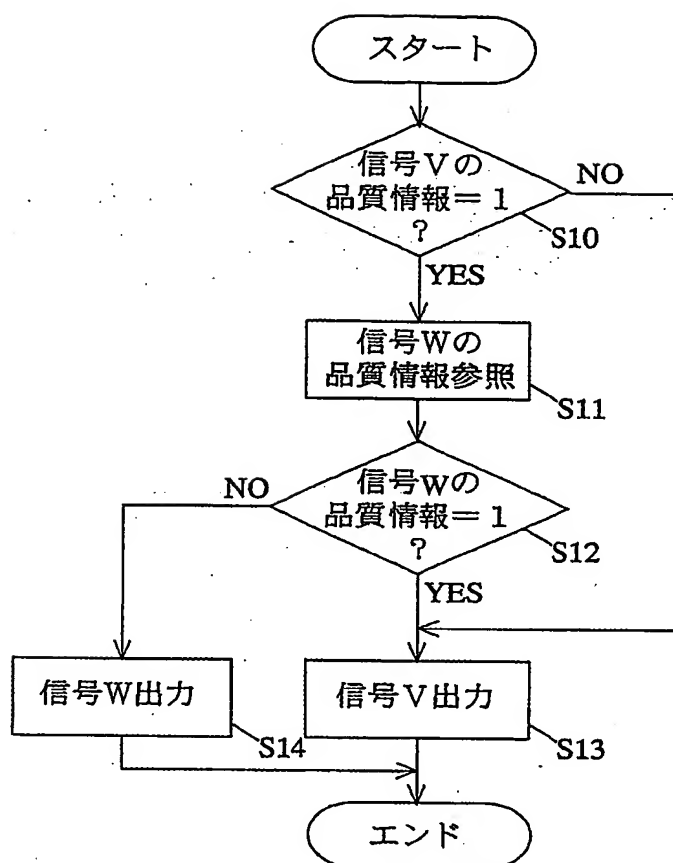 スタート
信号Ｖの
品質情報＝１
？
NO
S10
YES
信号Wの
品質情報参照
S11
NO
信号Wの
品質情報＝１
？
S12
YES
信号W出力
S14
信号Ｖ出力
S13
エンド